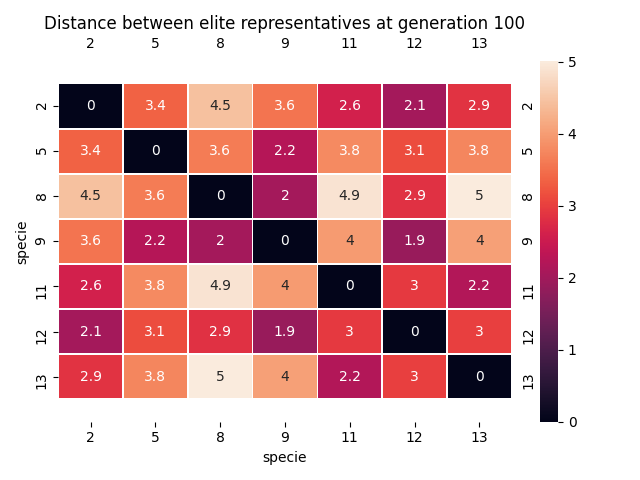 Distance between elite representatives at generation 100
2 5 8 9 11 12 13
5
2 0 3.4 4.5 3.6 2.6 2.1 2.9 2
5 3.4 0 3.6 2.2 3.8 3.1 3.8 5
4
8 4.5 3.6 0 2 4.9 2.9 5 8
3
specie
9 3.6 2.2 2 0 4 1.9 4 9
2
11 2.6 3.8 4.9 4 0 3 2.2 11
12 2.1 3.1 2.9 1.9 3 0 3 12
1
13 2.9 3.8 5 4 2.2 3 0 13
0
2 5 8 9 11 12 13
specie